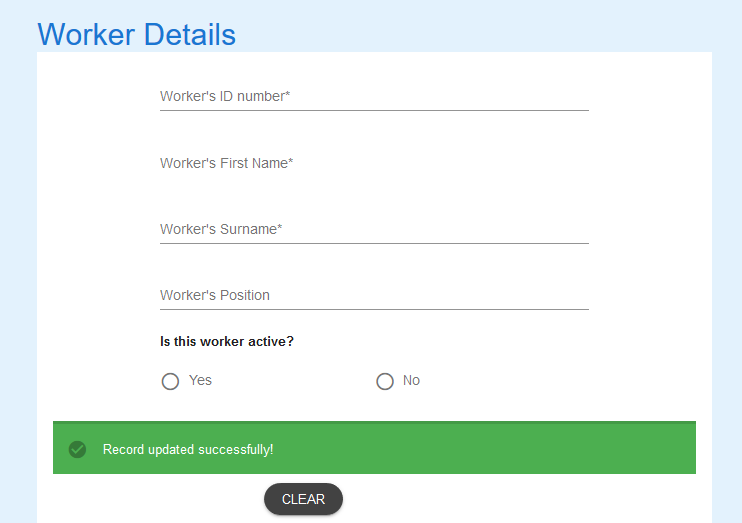 Worker Details
Worker's ID number*
Worker's First Name*
Worker's Surname*
Worker's Position
Is this worker active?
Yes No
Record updated successfully!
CLEAR